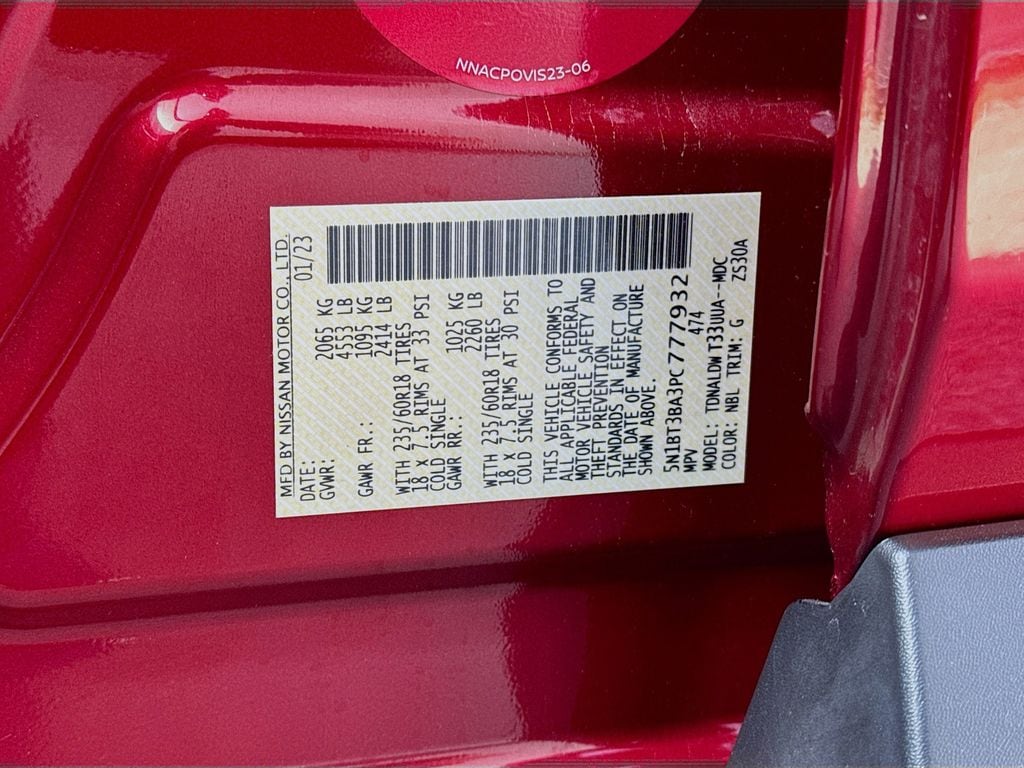 NNACPOVIS23-06
MFD BY NISSAN MOTOR CO., LTD.
DATE: 01/23
GVWR: 2065 KG
4553 LB
GAWR FR.: 1095 KG
2414 LB
WITH 235/60R18 TIRES
18 x 7.5 RIMS AT 33 PSI
COLD SINGLE
GAWR RR.: 1025 KG
2260 LB
WITH 235/60R18 TIRES
18 x 7.5 RIMS AT 30 PSI
COLD SINGLE
THIS VEHICLE CONFORMS TO
ALL APPLICABLE FEDERAL
MOTOR VEHICLE SAFETY AND
THEFT PREVENTION
STANDARDS IN EFFECT ON
THE DATE OF MANUFACTURE
SHOWN ABOVE.
5N1BT3BA3PC777932
MPV 474
MODEL: TDNALDW T33UUA--MDC
COLOR: NBL TRIM: G ZS30A